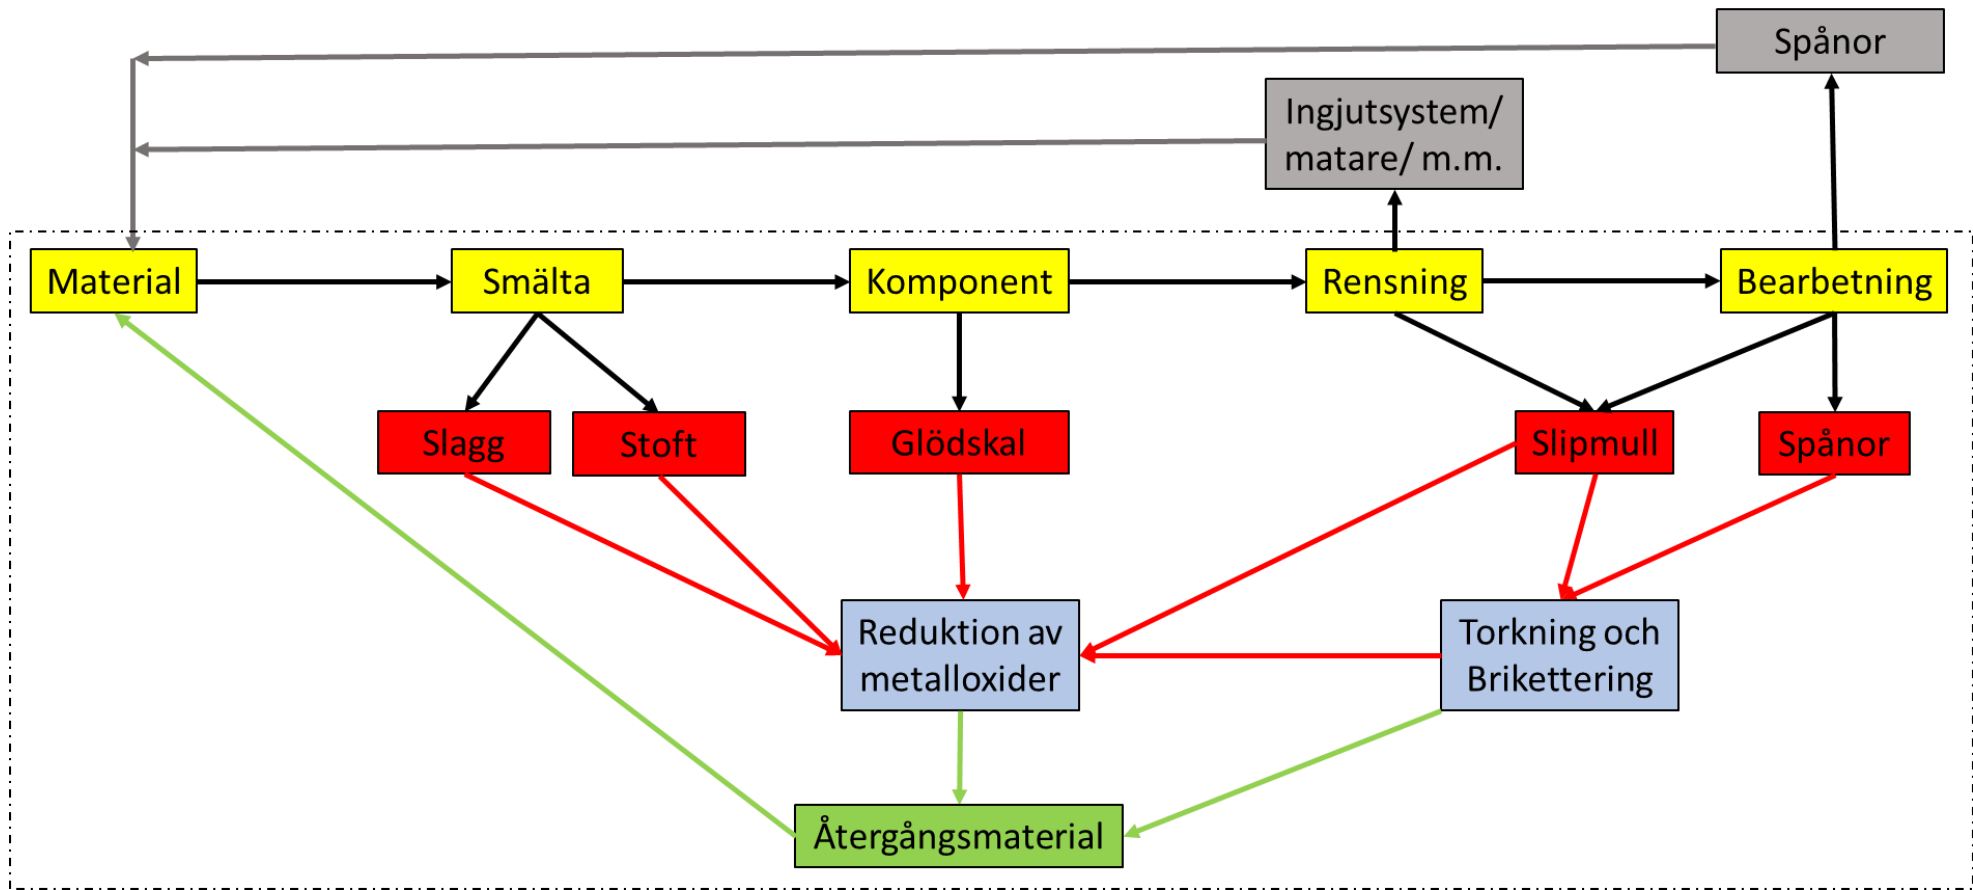 Spånor
Ingjutsystem/
matare/ m.m.
Material
Smälta
Komponent
Rensning
Bearbetning
Slagg
Stoft
Glödskal
Slipmull
Spånor
Reduktion av
metalloxider
Torkning och
Brikettering
Återgångsmaterial